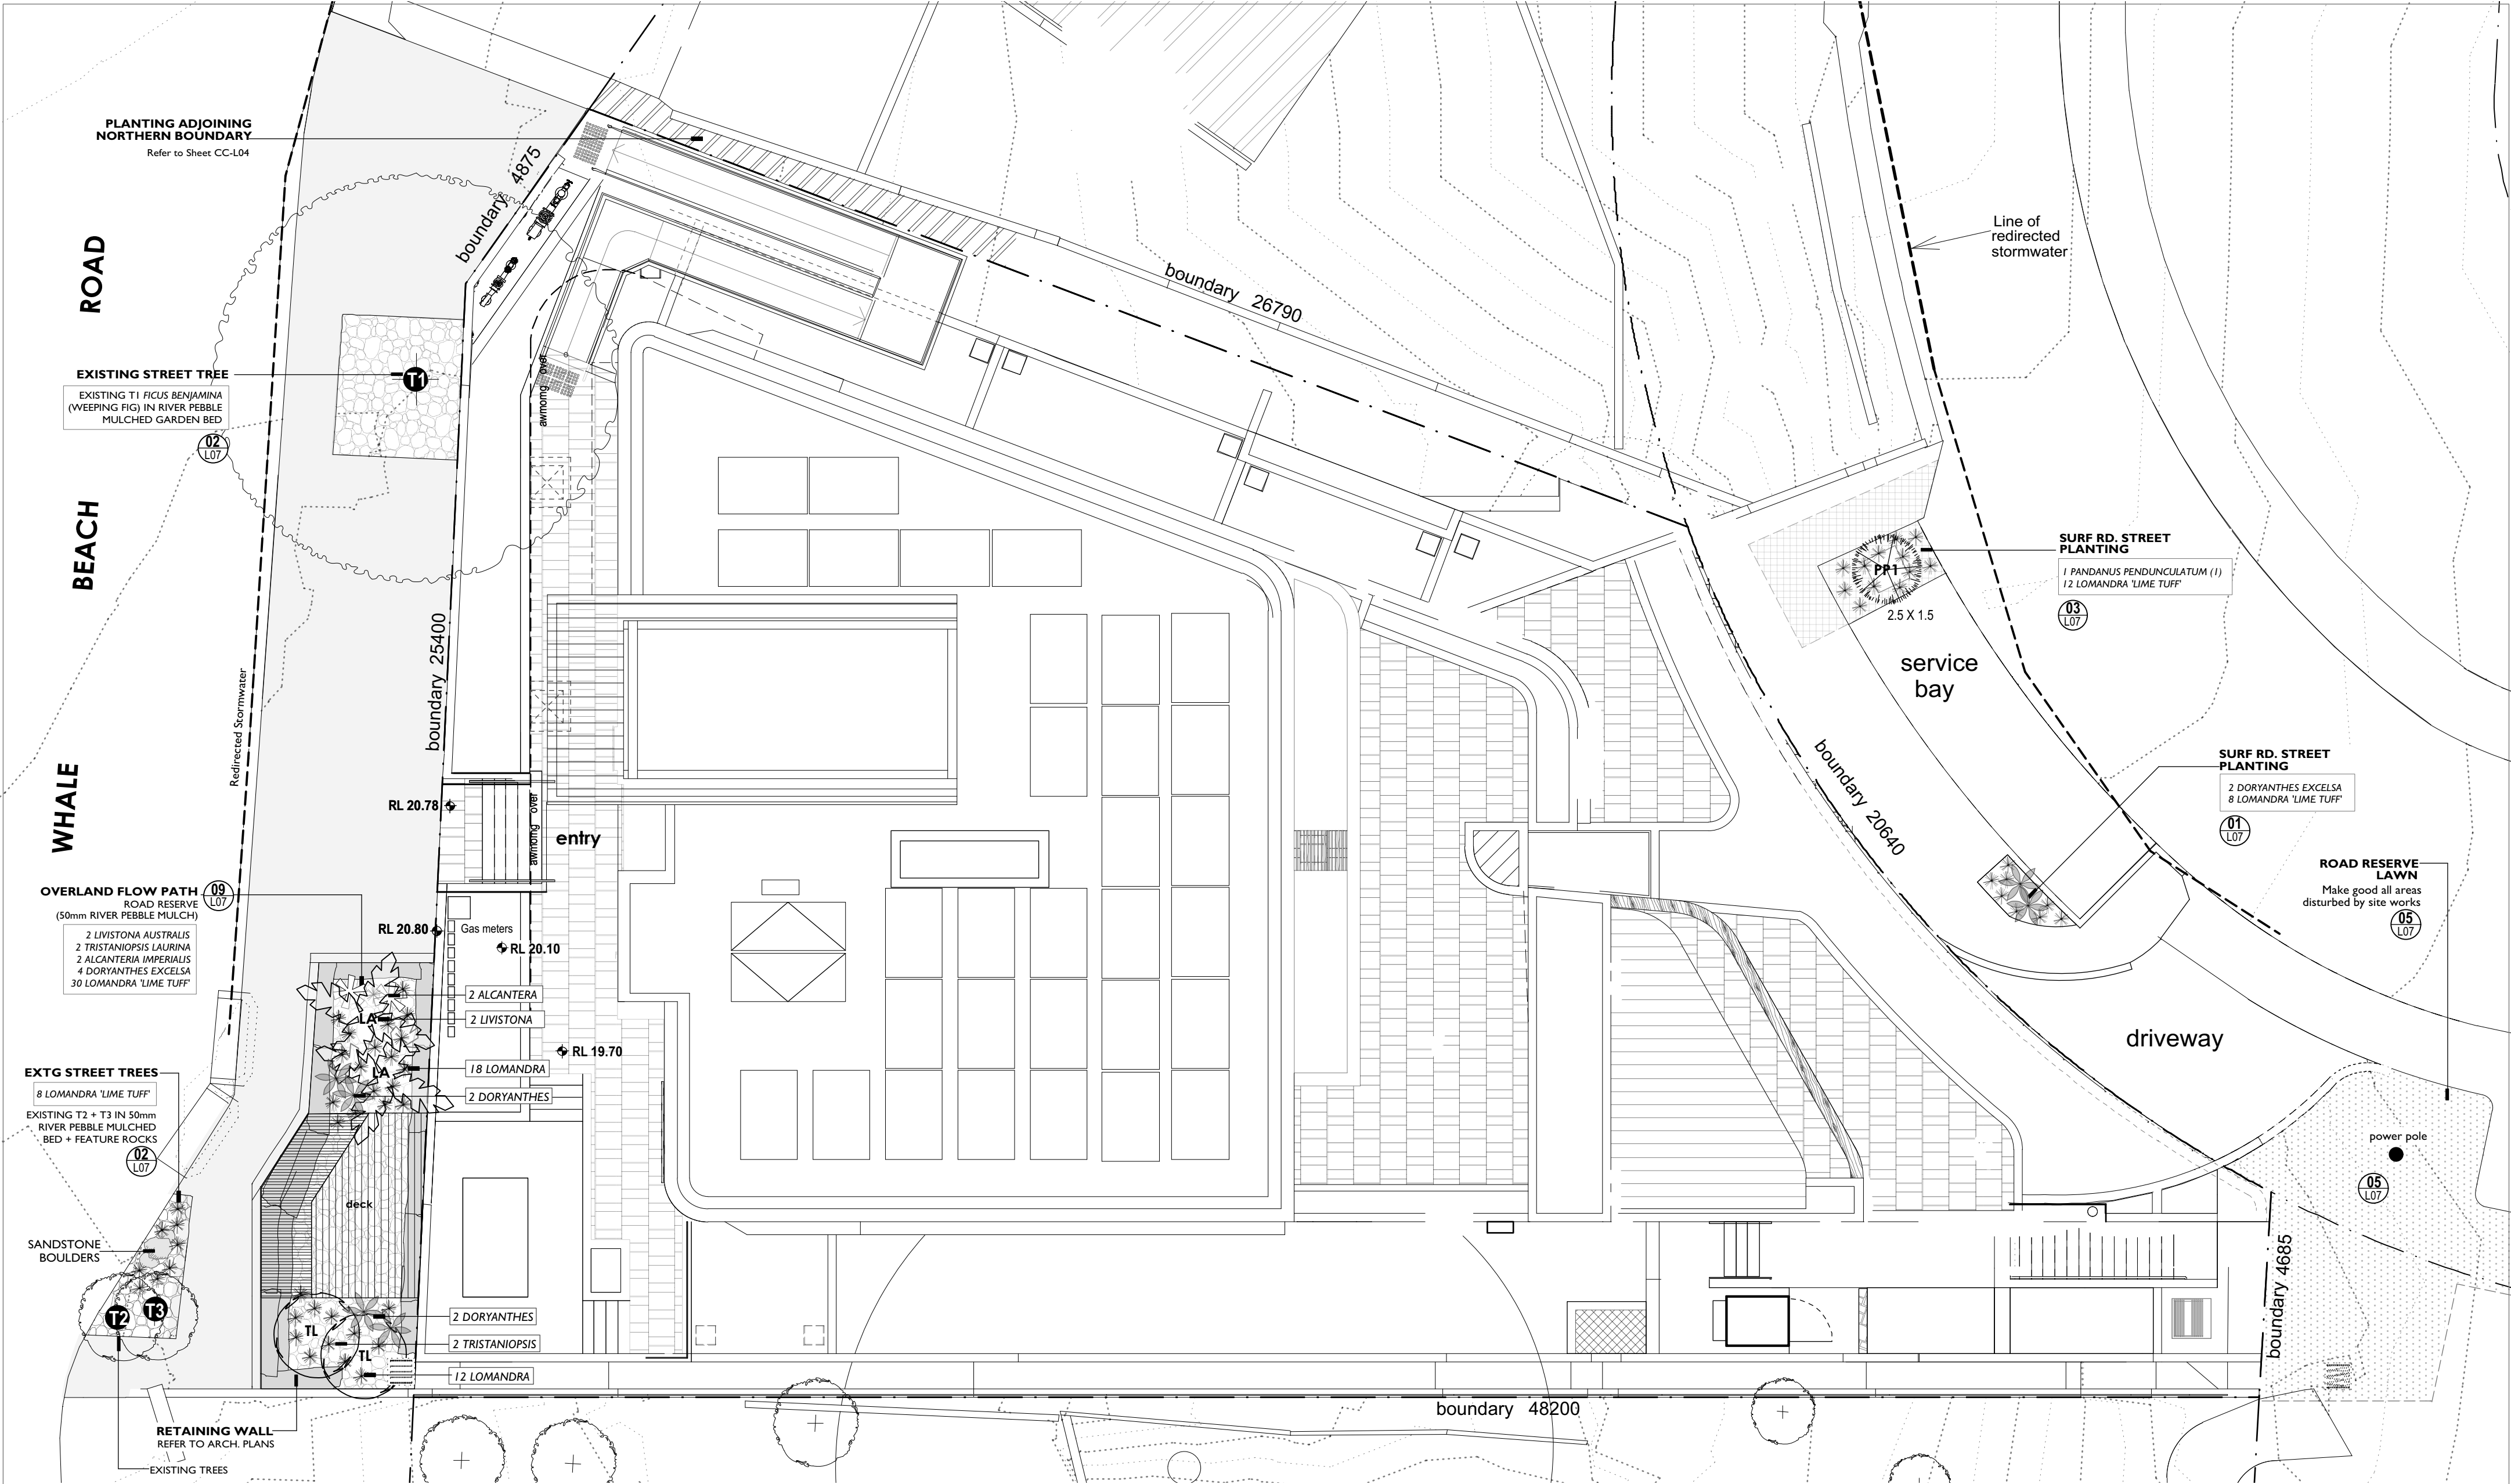 PLANTING ADJOINING
NORTHERN BOUNDARY
Refer to Sheet CC-L04
ROAD
BEACH
WHALE
EXISTING STREET TREE
EXISTING T1 FICUS BENJAMINA
(WEEPING FIG) IN RIVER PEBBLE
MULCHED GARDEN BED
02
L07
T1
boundary 4875
awmoing over
boundary 26790
Line of
redirected
stormwater
SURF RD. STREET
PLANTING
1 PANDANUS PENDUNCULATUM (1)
12 LOMANDRA 'LIME TUFF'
03
L07
PP1
2.5 X 1.5
service
bay
boundary 25400
Redirected Stormwater
RL 20.78
awmoing over
entry
boundary 20640
SURF RD. STREET
PLANTING
2 DORYANTHES EXCELSA
8 LOMANDRA 'LIME TUFF'
01
L07
ROAD RESERVE
LAWN
Make good all areas
disturbed by site works
05
L07
OVERLAND FLOW PATH
09
L07
ROAD RESERVE
(50mm RIVER PEBBLE MULCH)
2 LIVISTONA AUSTRALIS
2 TRISTANIOPSIS LAURINA
2 ALCANTERIA IMPERIALIS
4 DORYANTHES EXCELSA
30 LOMANDRA 'LIME TUFF'
RL 20.80
Gas meters
RL 20.10
2 ALCANTERA
LA
2 LIVISTONA
RL 19.70
18 LOMANDRA
LA
2 DORYANTHES
driveway
EXTG STREET TREES
8 LOMANDRA 'LIME TUFF'
EXISTING T2 + T3 IN 50mm
RIVER PEBBLE MULCHED
BED + FEATURE ROCKS
02
L07
deck
power pole
05
L07
SANDSTONE
BOULDERS
T2
T3
TL
TL
2 DORYANTHES
2 TRISTANIOPSIS
12 LOMANDRA
boundary 4685
boundary 48200
RETAINING WALL
REFER TO ARCH. PLANS
EXISTING TREES